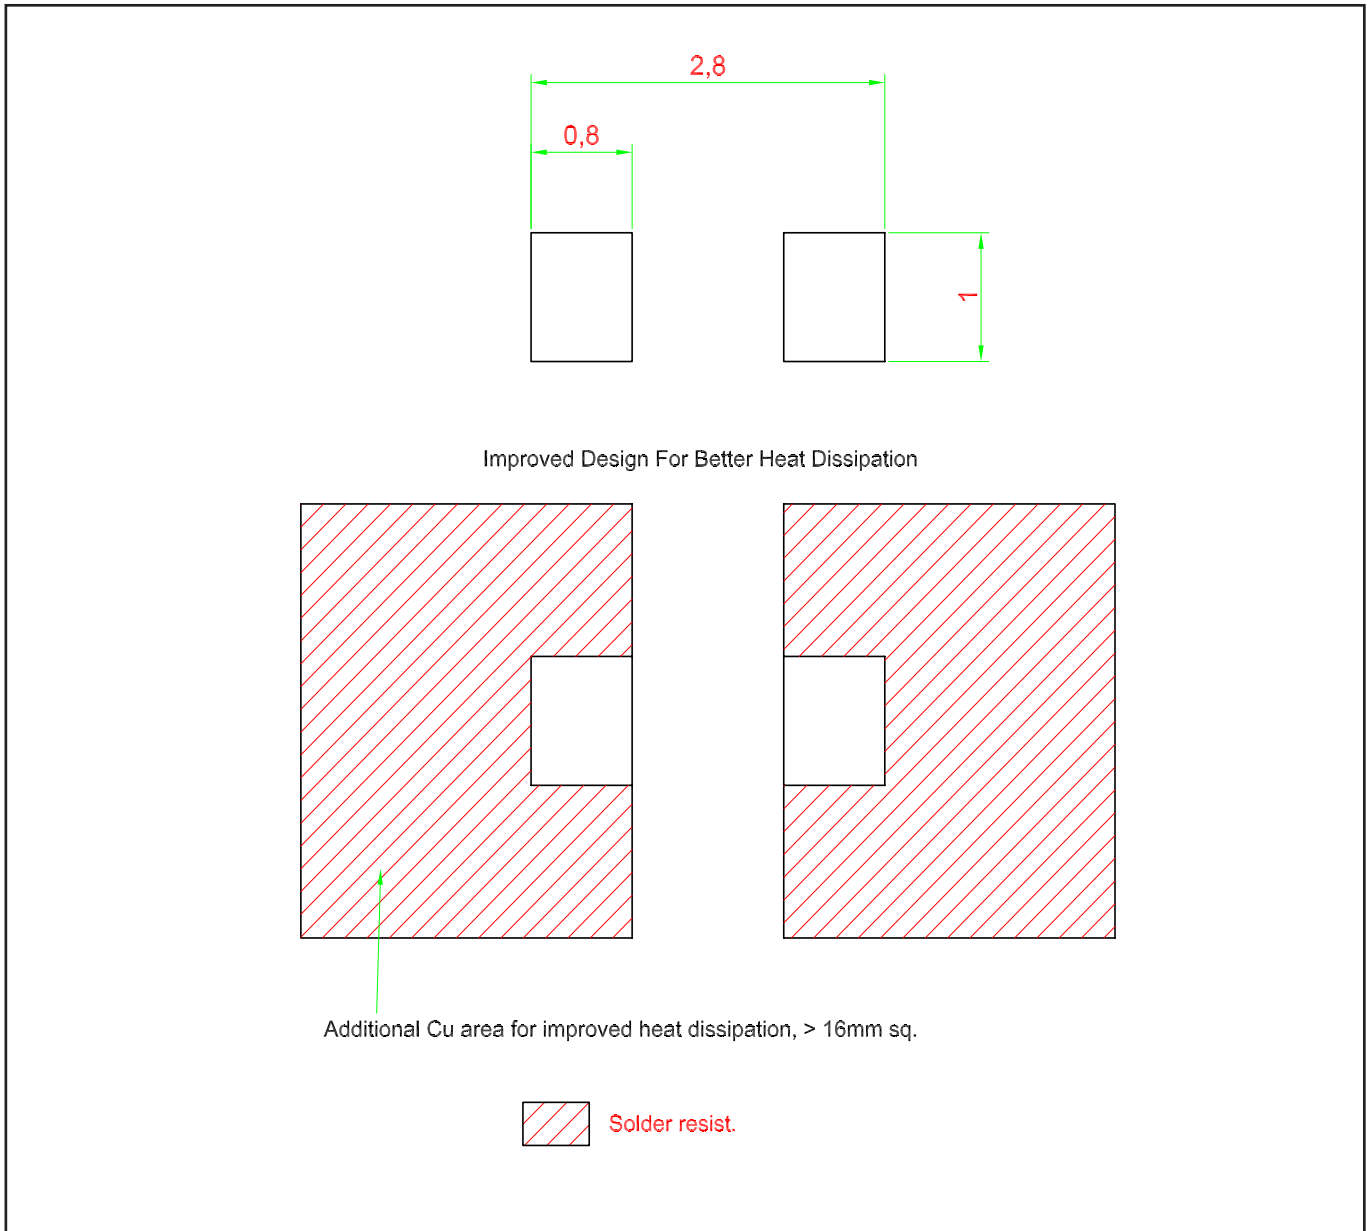 2,8
0,8
1
Improved Design For Better Heat Dissipation
Additional Cu area for improved heat dissipation, > 16mm sq.
Solder resist.